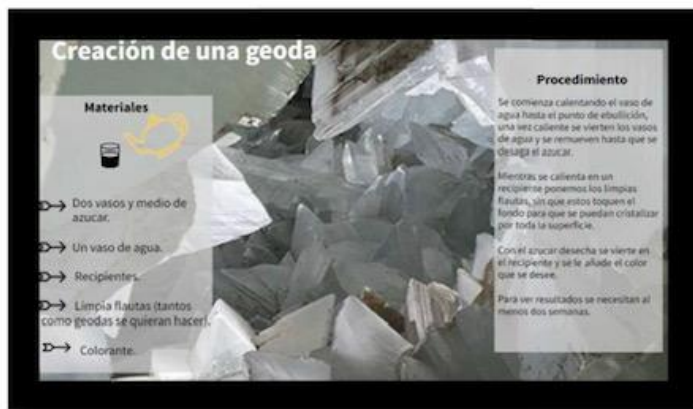 Creación de una geoda
Materiales
Dos vasos y medio de
azucar.
Un vaso de agua.
Recipientes.
Limpia flautas (tantos
como geodas se quieran hacer).
Colorante.
Procedimiento
Se comienza calentando el vaso de
agua hasta el punto de ebullición,
una vez caliente se vierten los vasos
de agua y se remueven hasta que se
desaga el azucar.
Mientras se calienta en un
recipierse ponemos los limpias
flautas, sin que estos toquen el
fondo para que se puedan cristalizar
por toda la superficie.
Con el azucar desecha se vierte en
el recipiente y se le añade el color
que se desee.
Para ver resultados se necesitan al
menos dos semanas.